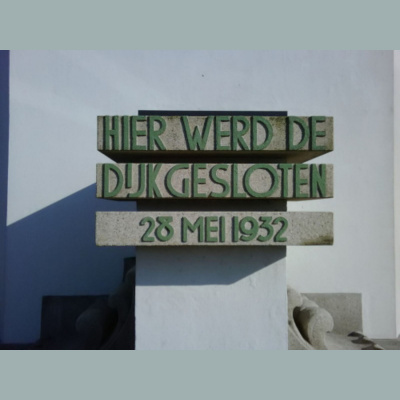 HIER WERD DE
DIJK GESLOTEN
28 MEI 1932